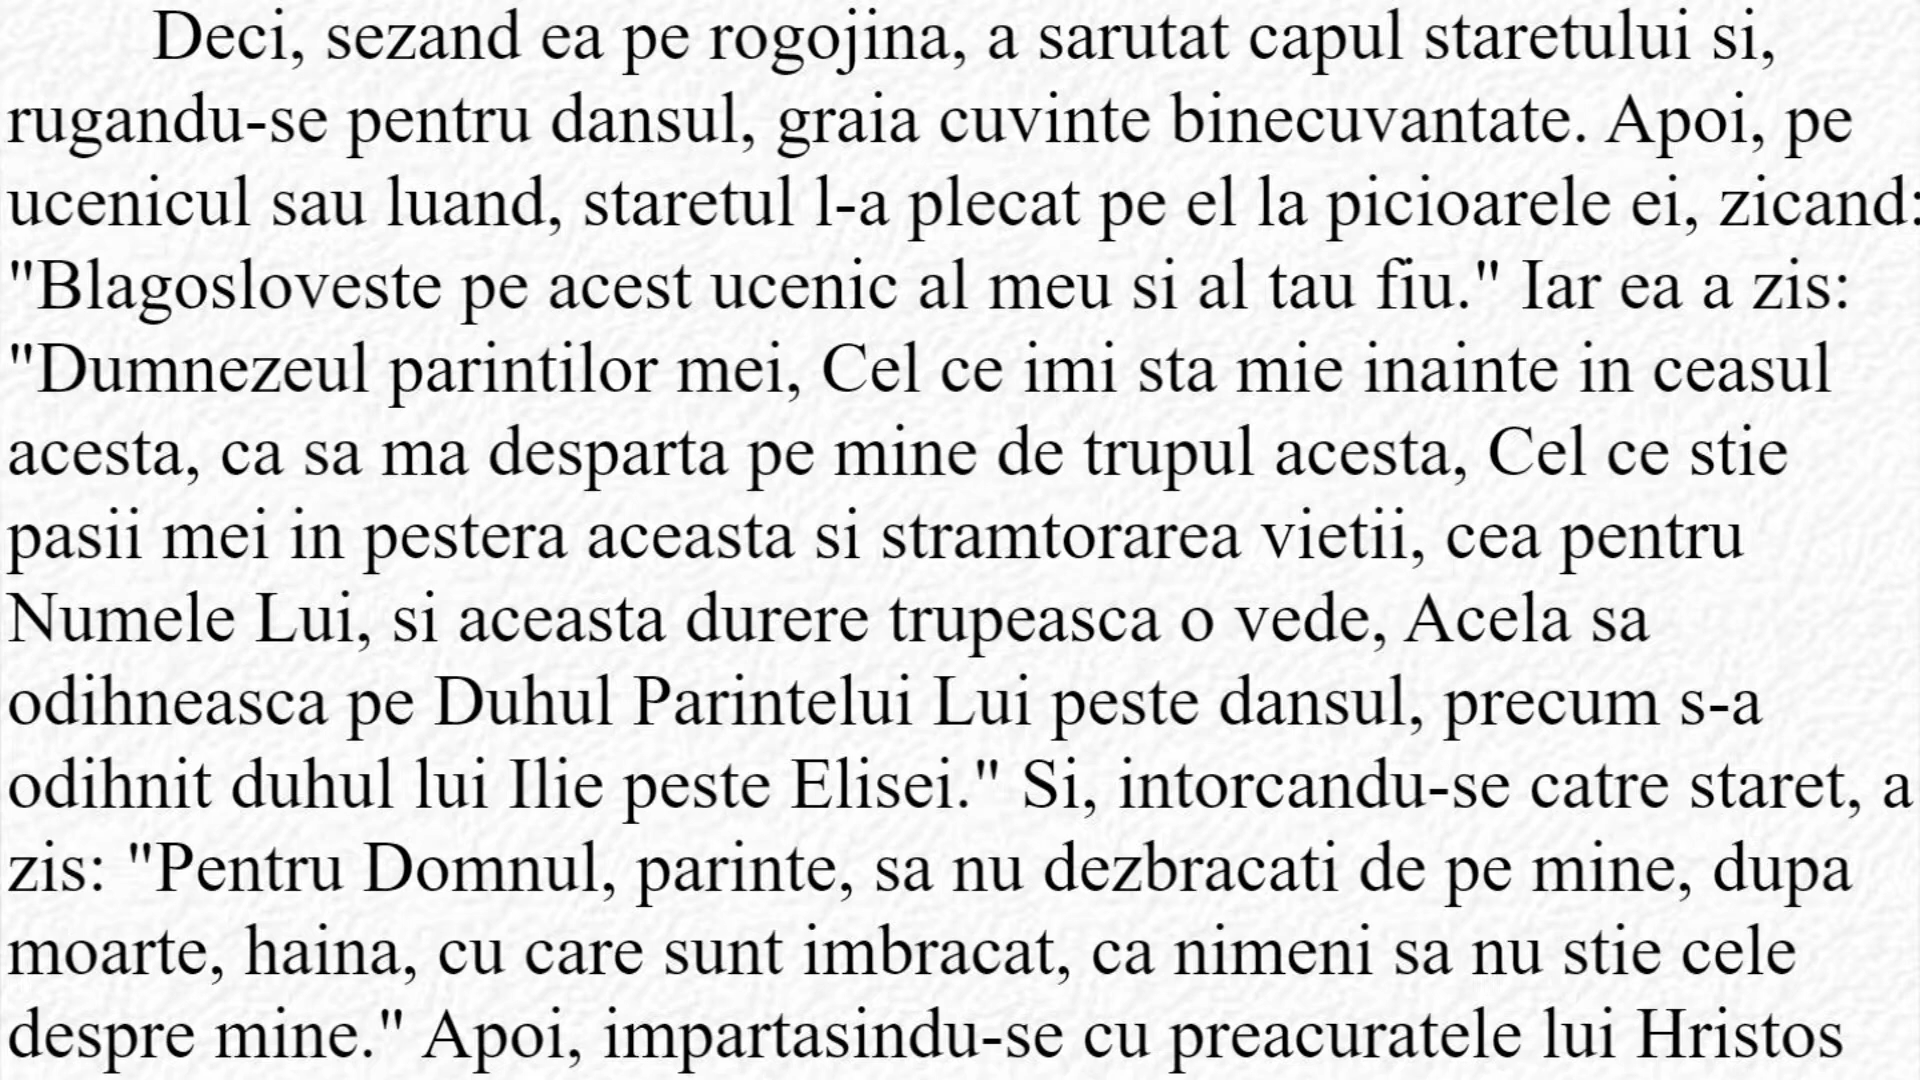 Deci, sezand ea pe rogojina, a sarutat capul staretului si,
rugandu-se pentru dansul, graia cuvinte binecuvantate. Apoi, pe
ucenicul sau luand, staretul l-a plecat pe el la picioarele ei, zicand:
"Blagosloveste pe acest ucenic al meu si al tau fiu." Iar ea a zis:
"Dumnezeul parintilor mei, Cel ce imi sta mie inainte in ceasul
acesta, ca sa ma desparta pe mine de trupul acesta, Cel ce stie
pasii mei in pestera aceasta si stramtorarea vietii, cea pentru
Numele Lui, si aceasta durere trupeasca o vede, Acela sa
odihneasca pe Duhul Parintelui Lui peste dansul, precum s-a
odihnit duhul lui Ilie peste Elisei." Si, intorcandu-se catre staret, a
zis: "Pentru Domnul, parinte, sa nu dezbracati de pe mine, dupa
moarte, haina, cu care sunt imbracat, ca nimeni sa nu stie cele
despre mine." Apoi, impartasindu-se cu preacuratele lui Hristos